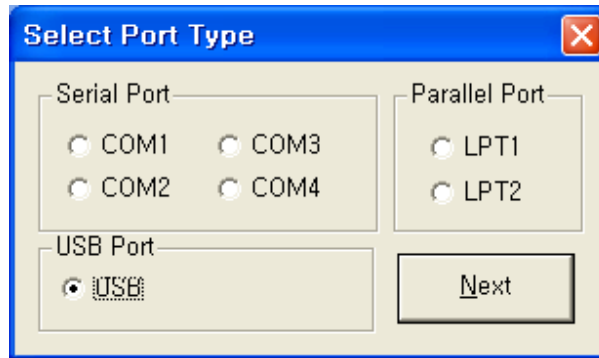 Select Port Type
Serial Port
COM1 COM3
COM2 COM4
Parallel Port
LPT1
LPT2
USB Port
USB
Next